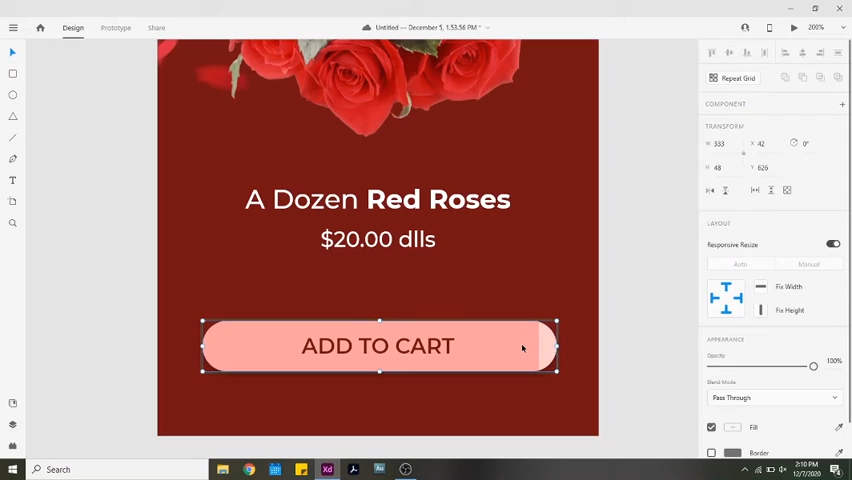 Design Prototype Share
Untitled — December 5, 1.53.56 PM *
200%
Repeat Grid
COMPONENT
TRANSFORM
W 333 X 42 0°
H 48 Y 626
LAYOUT
Responsive Resize
Auto Manual
Fix Width
Fix Height
APPEARANCE
Opacity 100%
Blend Mode
Pass Through
Fill
Border
A Dozen Red Roses
$20.00 dlls
ADD TO CART
Search
Xd
Au
2:10 PM
12/7/2020